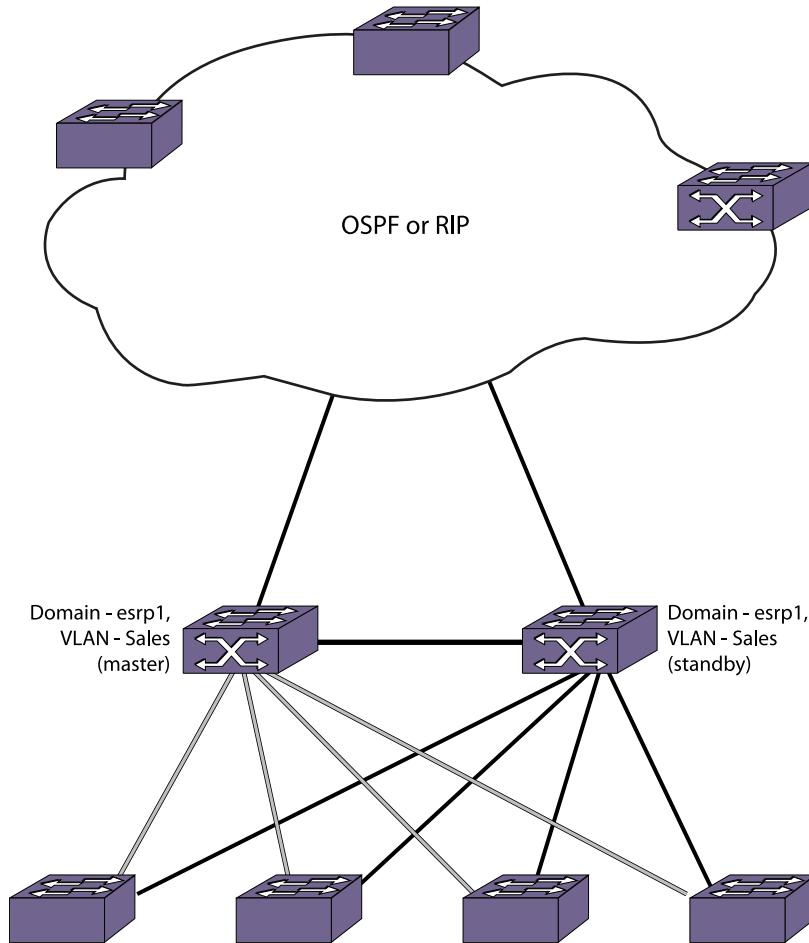 OSPF or RIP
Domain - esrp1,
VLAN - Sales
(master)
Domain - esrp1,
VLAN - Sales
(standby)